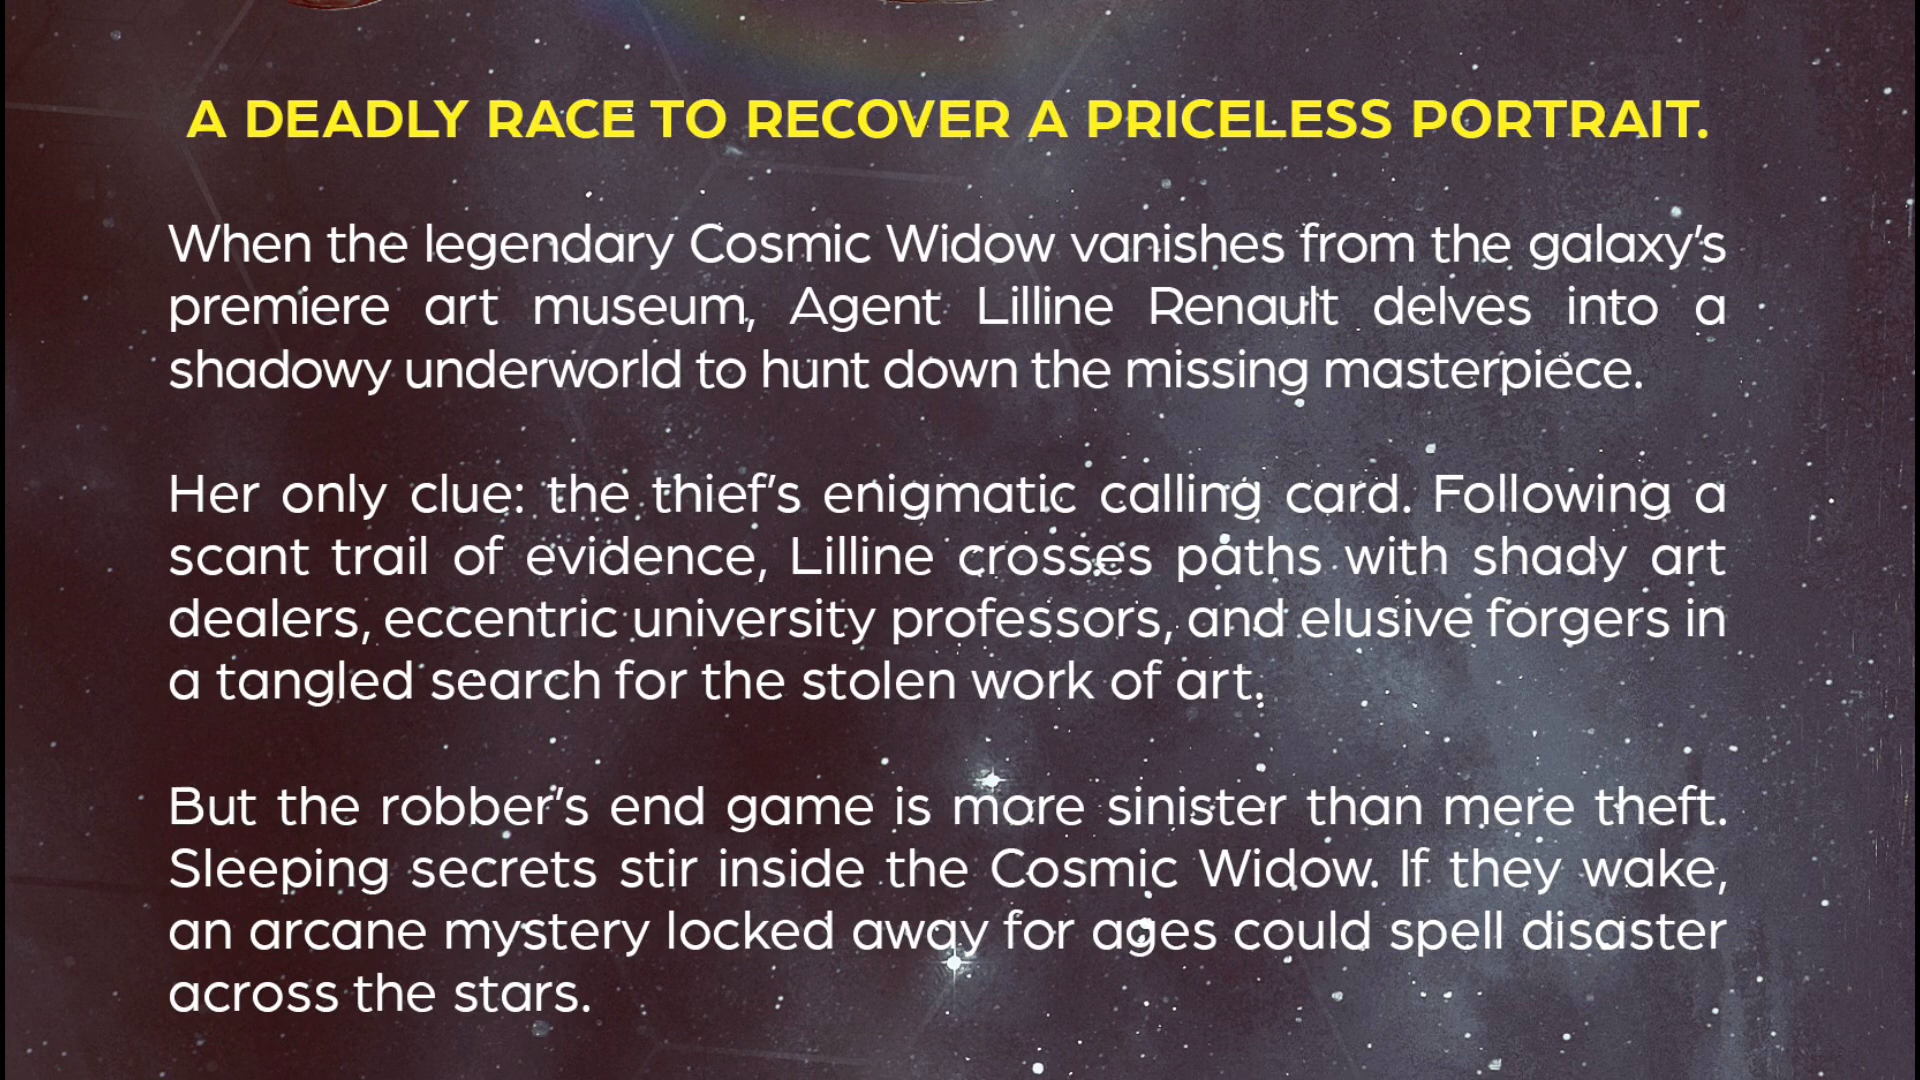 A DEADLY RACE TO RECOVER A PRICELESS PORTRAIT.
When the legendary Cosmic Widow vanishes from the galaxy’s
premiere art museum, Agent Lilline Renault delves into a
shadowy underworld to hunt down the missing masterpiece.
Her only clue: the thief’s enigmatic calling card. Following a
scant trail of evidence, Lilline crosses paths with shady art
dealers, eccentric university professors, and elusive forgers in
a tangled search for the stolen work of art.
But the robber’s end game is more sinister than mere theft.
Sleeping secrets stir inside the Cosmic Widow. If they wake,
an arcane mystery locked away for ages could spell disaster
across the stars.